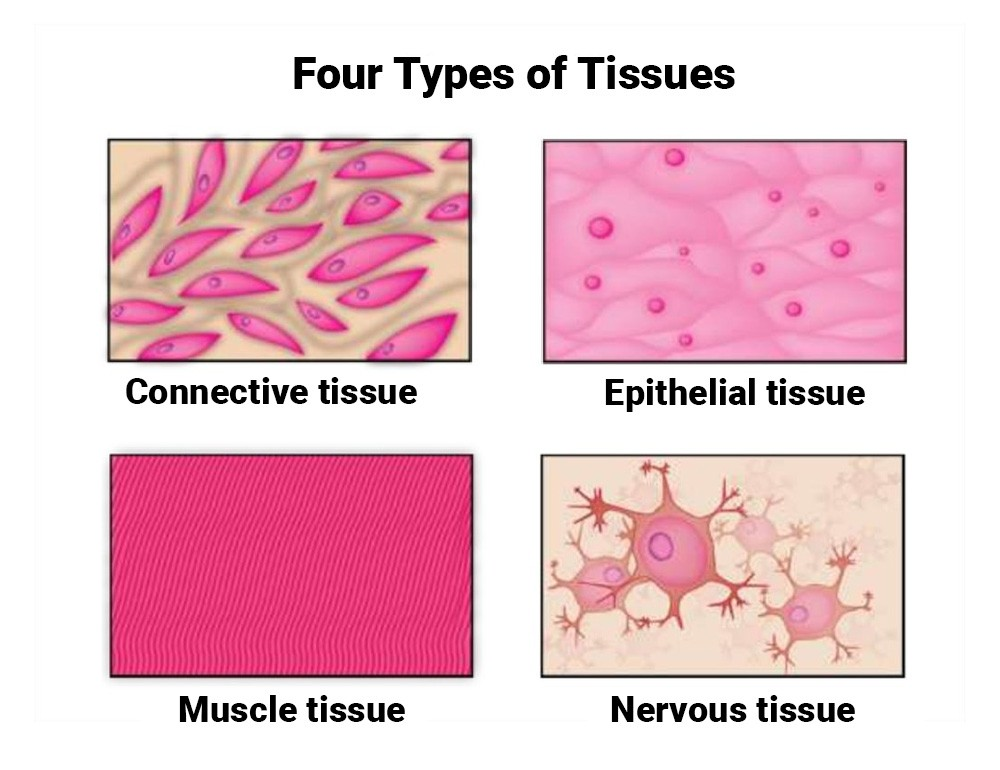 Four Types of Tissues
Connective tissue
Epithelial tissue
Muscle tissue
Nervous tissue